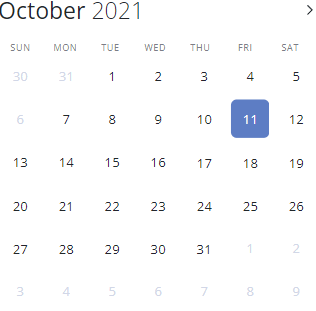 October 2021
SUN MON TUE WED THU FRI SAT
30 31 1 2 3 4 5
6 7 8 9 10 11 12
13 14 15 16 17 18 19
20 21 22 23 24 25 26
27 28 29 30 31 1 2
3 4 5 6 7 8 9